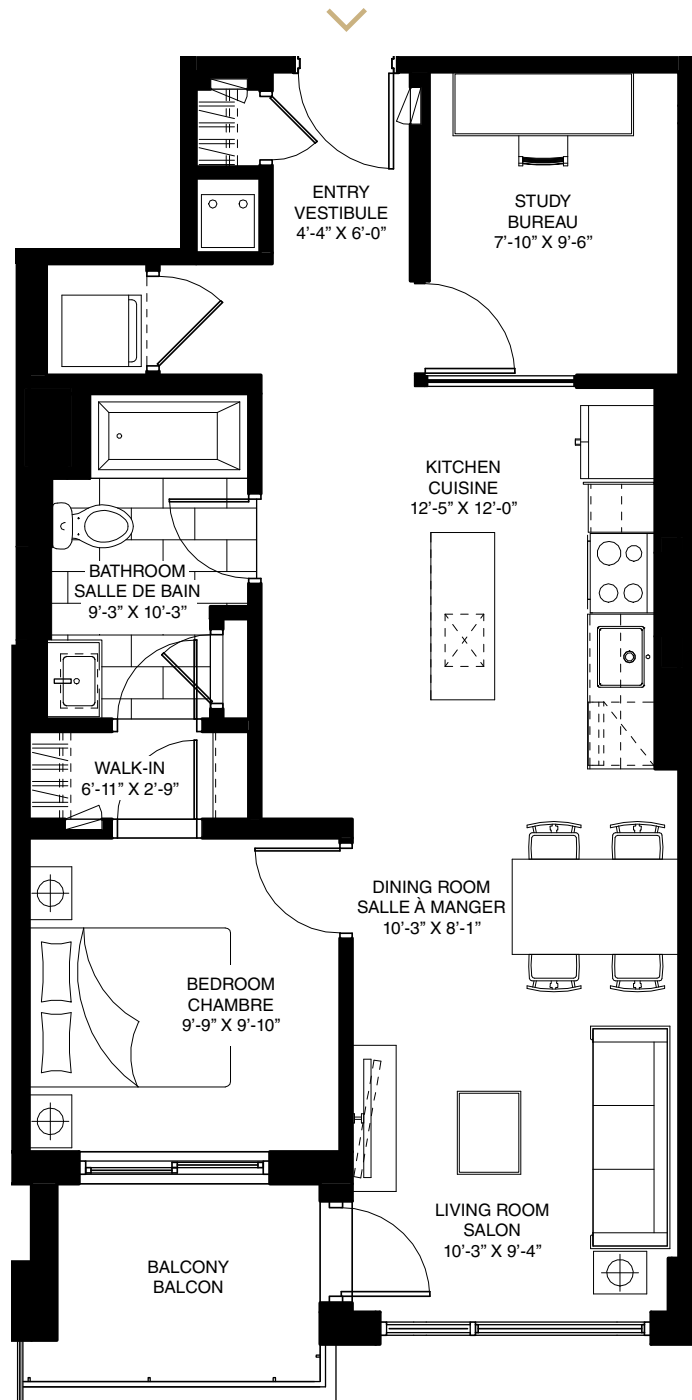 ENTRY
VESTIBULE
4'-4" X 6'-0"
STUDY
BUREAU
7'-10" X 9'-6"
KITCHEN
CUISINE
12'-5" X 12'-0"
BATHROOM
SALLE DE BAIN
9'-3" X 10'-3"
X
WALK-IN
6'-11" X 2'-9"
DINING ROOM
SALLE À MANGER
10'-3" X 8'-1"
BEDROOM
CHAMBRE
9'-9" X 9'-10"
LIVING ROOM
SALON
10'-3" X 9'-4"
BALCONY
BALCON